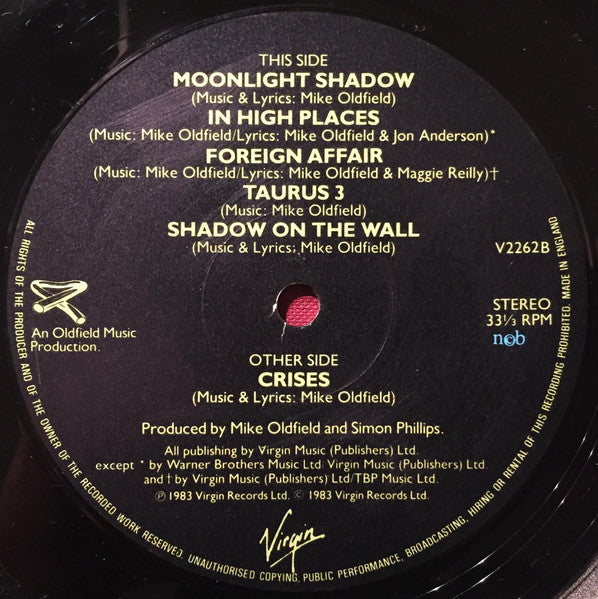 THIS SIDE
MOONLIGHT SHADOW
(Music & Lyrics: Mike Oldfield)
IN HIGH PLACES
(Music: Mike Oldfield/Lyrics: Mike Oldfield & Jon Anderson)*
FOREIGN AFFAIR
(Music: Mike Oldfield/Lyrics: Mike Oldfield & Maggie Reilly)†
TAURUS 3
(Music: Mike Oldfield)
SHADOW ON THE WALL
(Music & Lyrics: Mike Oldfield)
V2262B
STEREO
33⅓ RPM
ncb
An Oldfield Music
Production.
OTHER SIDE
CRISES
(Music & Lyrics: Mike Oldfield)
Produced by Mike Oldfield and Simon Phillips.
All publishing by Virgin Music (Publishers) Ltd.
except * by Warner Brothers Music Ltd/Virgin Music (Publishers) Ltd.
and † by Virgin Music (Publishers) Ltd/TBP Music Ltd.
Ⓟ 1983 Virgin Records Ltd. © 1983 Virgin Records Ltd.
Virgin
ALL RIGHTS OF THE PRODUCER AND OF THE OWNER OF THE RECORDED WORK RESERVED. UNAUTHORISED COPYING, PUBLIC PERFORMANCE, BROADCASTING, HIRING OR RENTAL OF THIS RECORDING PROHIBITED. MADE IN ENGLAND